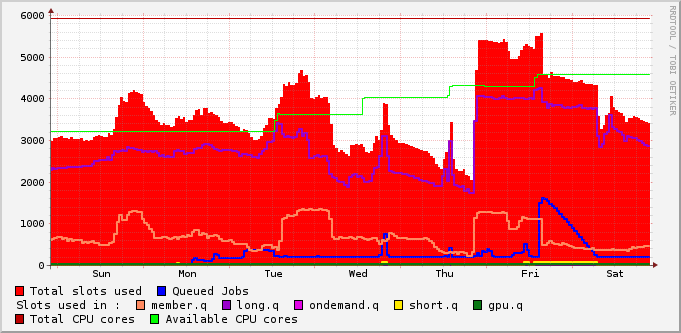 RRDTOOL / TOBI OETIKER
6000
5000
4000
3000
2000
1000
0
Sun Mon Tue Wed Thu Fri Sat
Total slots used Queued Jobs
Slots used in : member.q long.q ondemand.q short.q gpu.q
Total CPU cores Available CPU cores